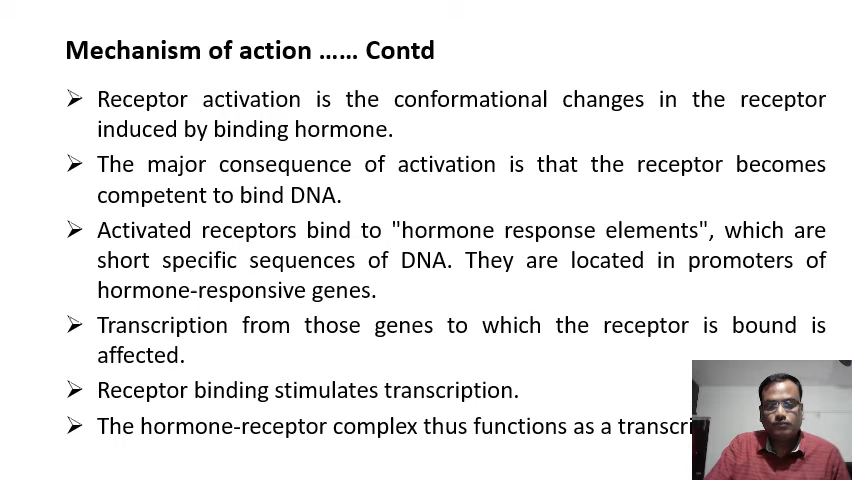 Mechanism of action …… Contd
➢ Receptor activation is the conformational changes in the receptor
induced by binding hormone.
➢ The major consequence of activation is that the receptor becomes
competent to bind DNA.
➢ Activated receptors bind to "hormone response elements", which are
short specific sequences of DNA. They are located in promoters of
hormone-responsive genes.
➢ Transcription from those genes to which the receptor is bound is
affected.
➢ Receptor binding stimulates transcription.
➢ The hormone-receptor complex thus functions as a